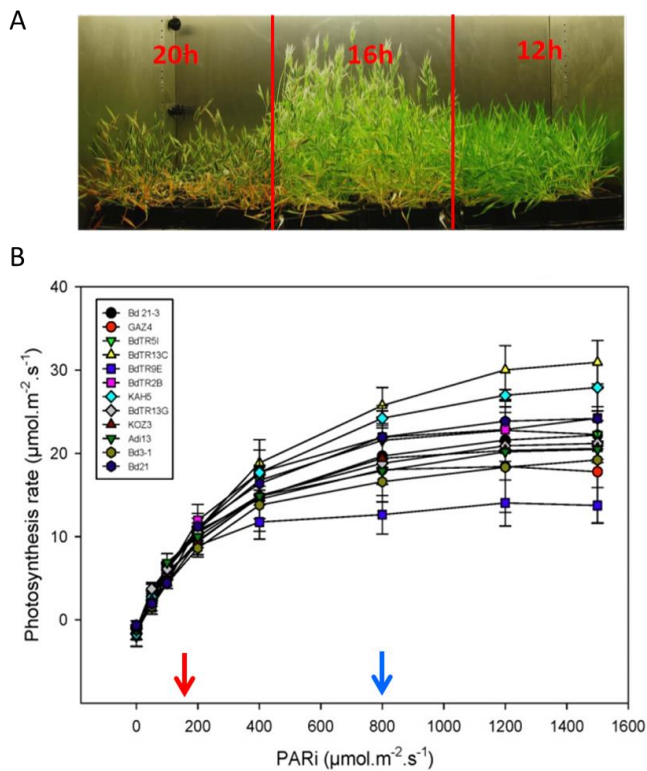 A
20h
16h
12h
B
40
30
20
10
0
Photosynthesis rate (μmol.m⁻².s⁻¹)
Bd 21-3
GAZ4
BdTR5I
BdTR13C
BdTR9E
BdTR2B
KAH5
BdTR13G
KOZ3
Adi13
Bd3-1
Bd21
0 200 400 600 800 1000 1200 1400 1600
PARi (μmol.m⁻².s⁻¹)